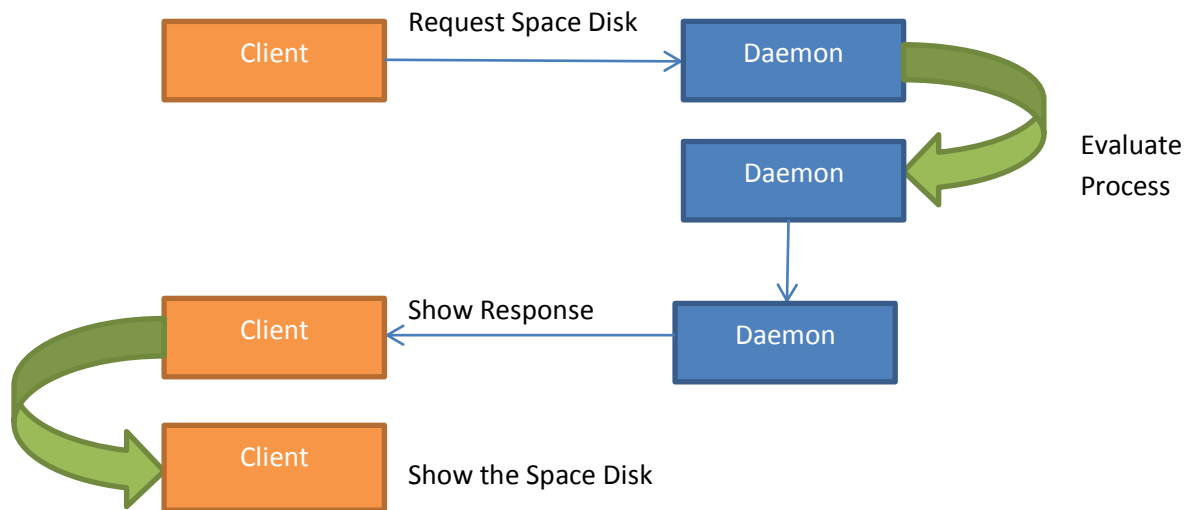 Request Space Disk
Client
Daemon
Daemon
Evaluate
Process
Client
Show Response
Daemon
Client
Show the Space Disk